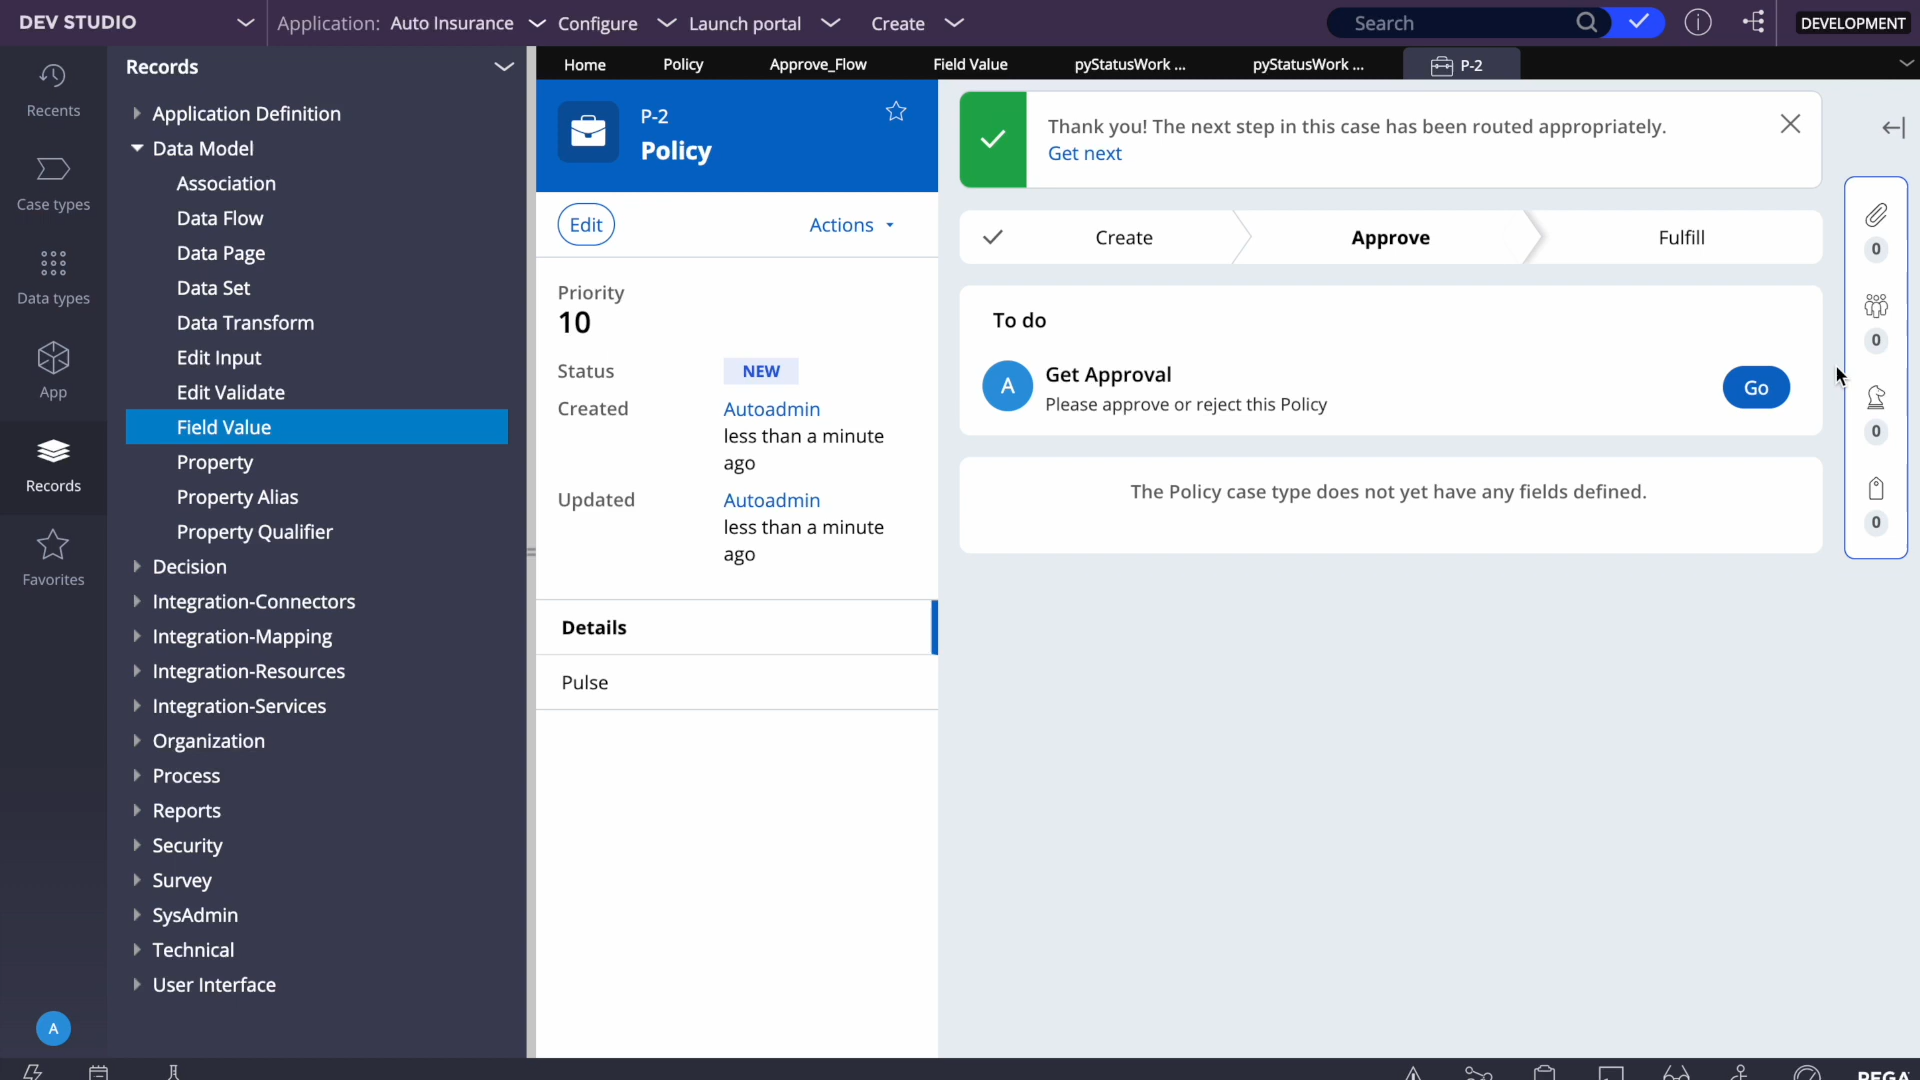 DEV STUDIO
Application: Auto Insurance
Configure
Launch portal
Create
Search
DEVELOPMENT
Recents
Case types
Data types
App
Records
Favorites
A
Records
Application Definition
Data Model
Association
Data Flow
Data Page
Data Set
Data Transform
Edit Input
Edit Validate
Field Value
Property
Property Alias
Property Qualifier
Decision
Integration-Connectors
Integration-Mapping
Integration-Resources
Integration-Services
Organization
Process
Reports
Security
Survey
SysAdmin
Technical
User Interface
Home
Policy
Approve_Flow
Field Value
pyStatusWork ...
pyStatusWork ...
P-2
P-2
Policy
Edit
Actions
Priority
10
Status
NEW
Created
Autoadmin
less than a minute
ago
Updated
Autoadmin
less than a minute
ago
Details
Pulse
Thank you! The next step in this case has been routed appropriately.
Get next
Create
Approve
Fulfill
To do
A
Get Approval
Please approve or reject this Policy
Go
The Policy case type does not yet have any fields defined.
0
0
0
0
PEGA